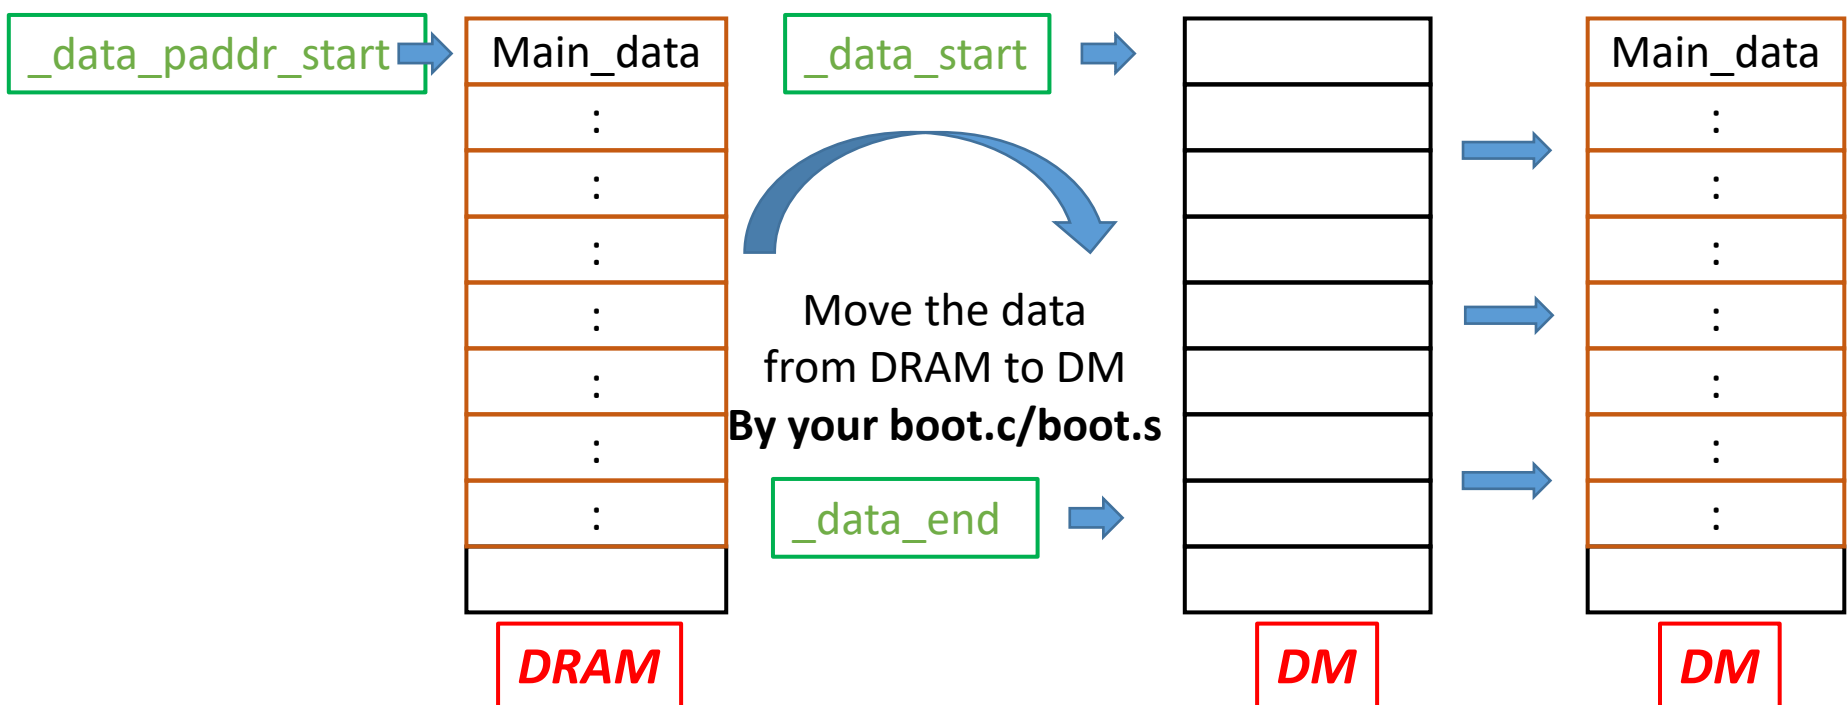 _data_paddr_start
Main_data
_data_start
Main_data
:
:
:
:
:
:
:
:
:
:
:
:
:
:
Move the data
from DRAM to DM
By your boot.c/boot.s
_data_end
DRAM
DM
DM